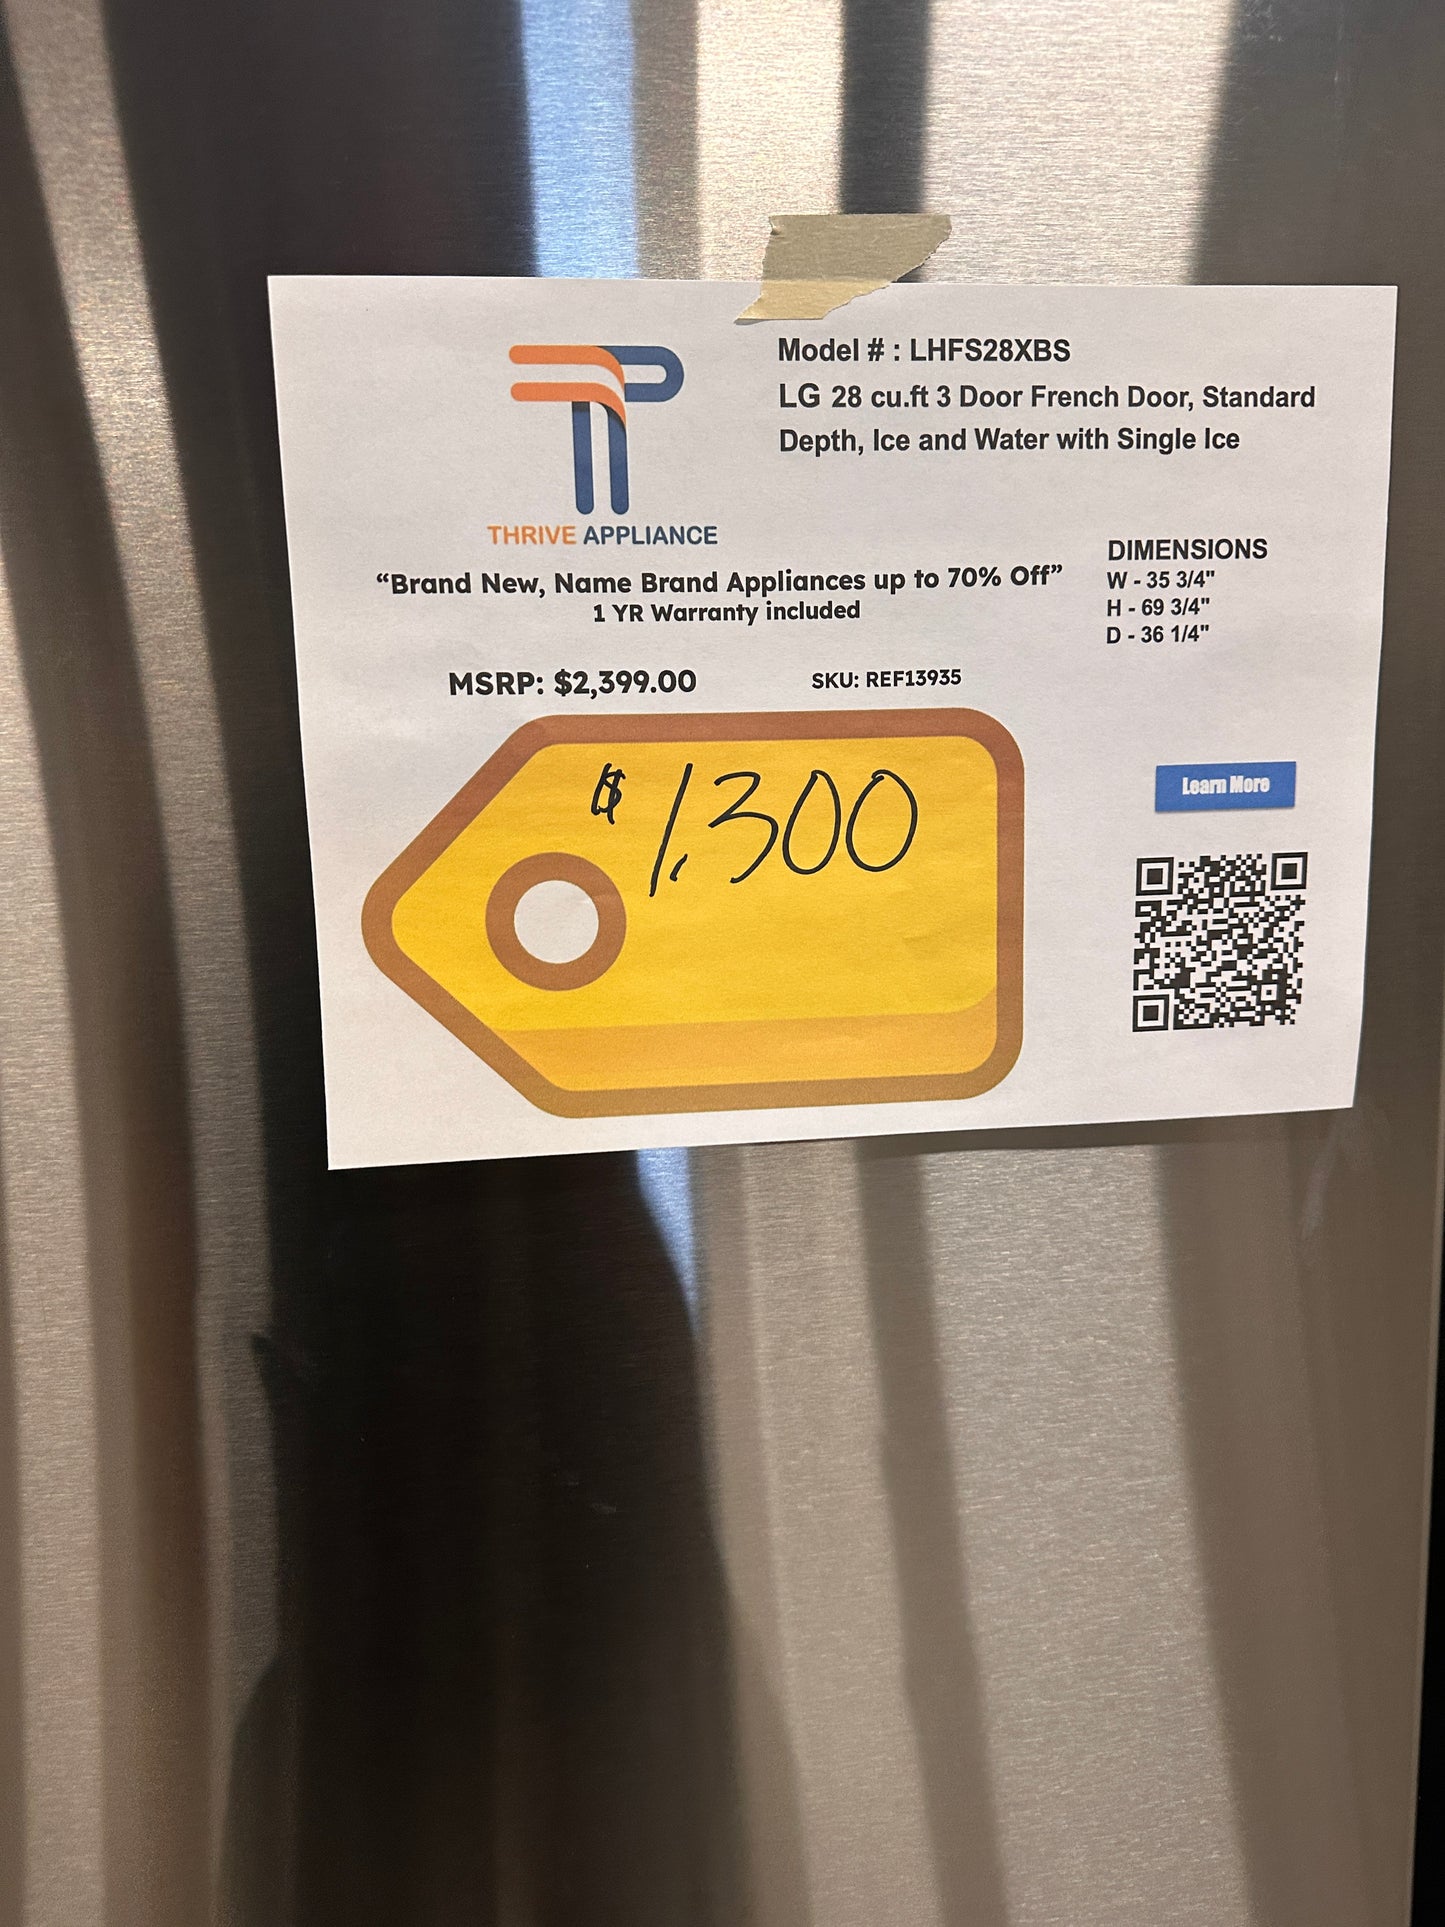 Model # : LHFS28XBS
LG 28 cu.ft 3 Door French Door, Standard
Depth, Ice and Water with Single Ice
THRIVE APPLIANCE
“Brand New, Name Brand Appliances up to 70% Off”
1 YR Warranty included
DIMENSIONS
W - 35 3/4"
H - 69 3/4"
D - 36 1/4"
MSRP: $2,399.00
SKU: REF13935
$1,300
Learn More